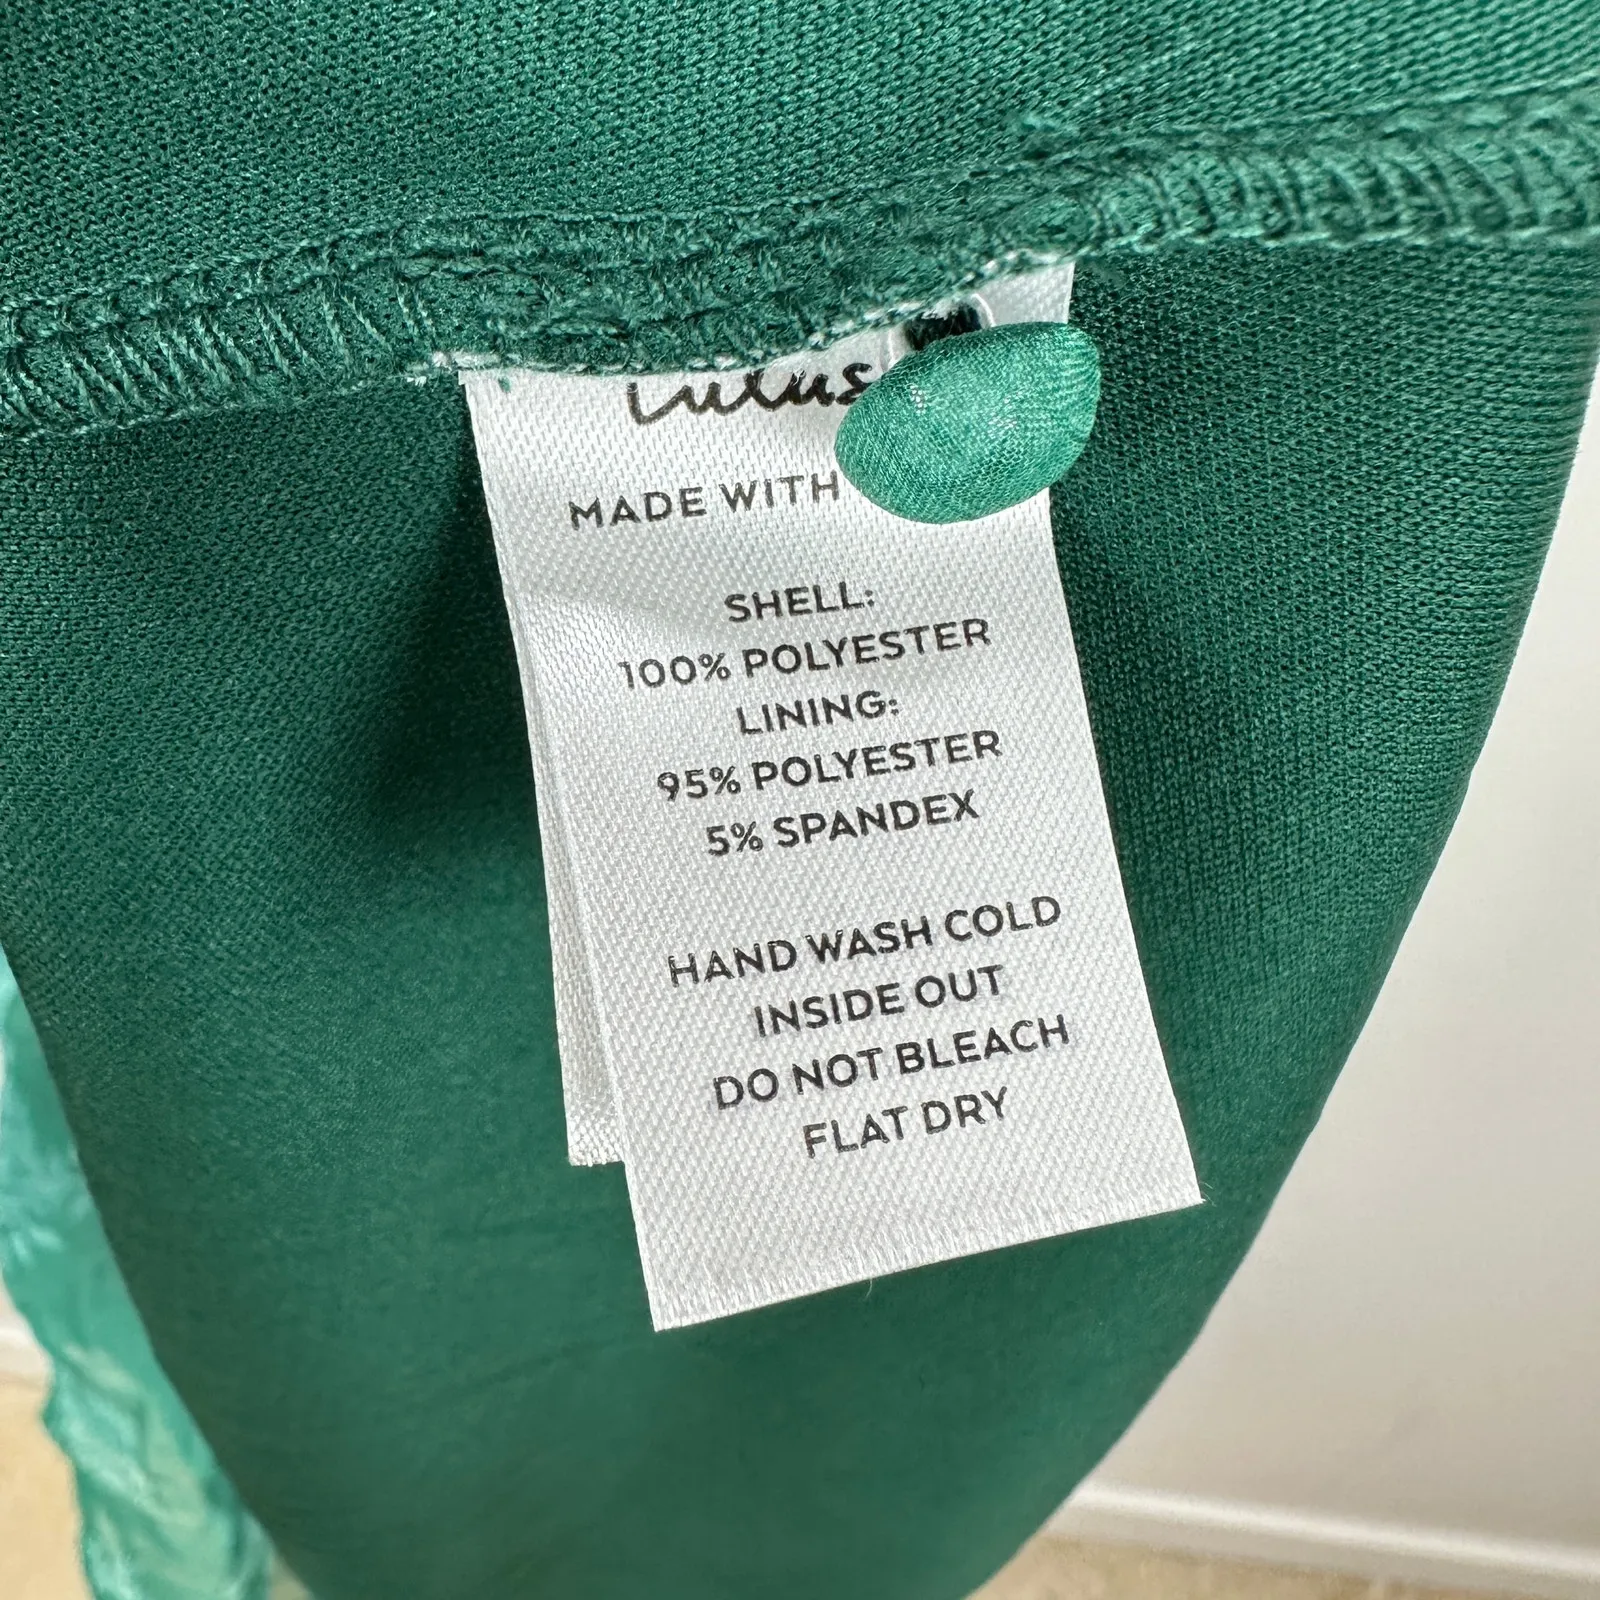 Lulus
MADE WITH
SHELL:
100% POLYESTER
LINING:
95% POLYESTER
5% SPANDEX
HAND WASH COLD
INSIDE OUT
DO NOT BLEACH
FLAT DRY